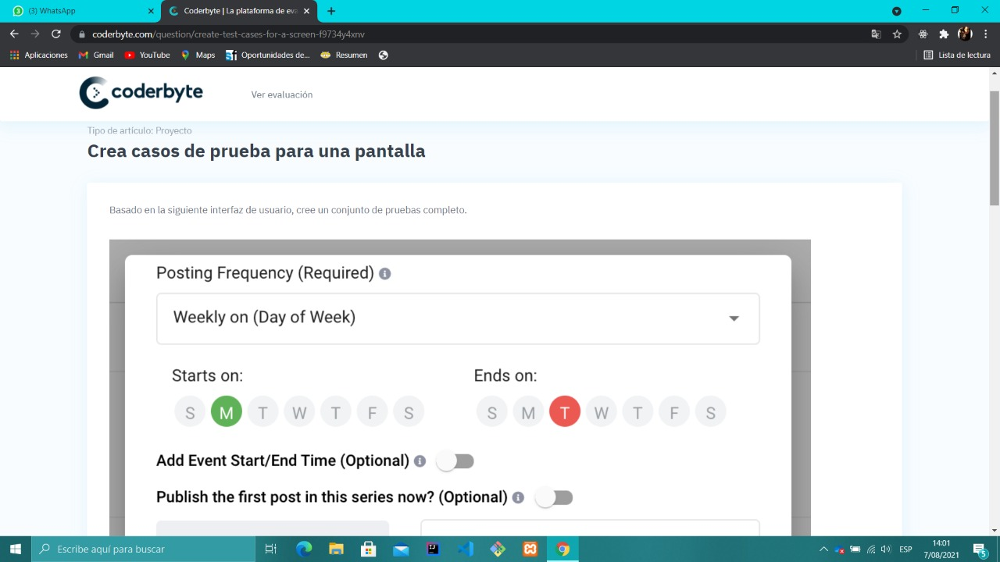 (3) WhatsApp
Coderbyte | La plataforma de eva
coderbyte.com/question/create-test-cases-for-a-screen-f9734y4xnv
Aplicaciones Gmail YouTube Maps Oportunidades de... Resumen Lista de lectura
coderbyte Ver evaluación
Tipo de artículo: Proyecto
Crea casos de prueba para una pantalla
Basado en la siguiente interfaz de usuario, cree un conjunto de pruebas completo.
Posting Frequency (Required)
Weekly on (Day of Week)
Starts on: Ends on:
S M T W T F S S M T W T F S
Add Event Start/End Time (Optional)
Publish the first post in this series now? (Optional)
Escribe aquí para buscar
ESP
14:01
7/08/2021
5